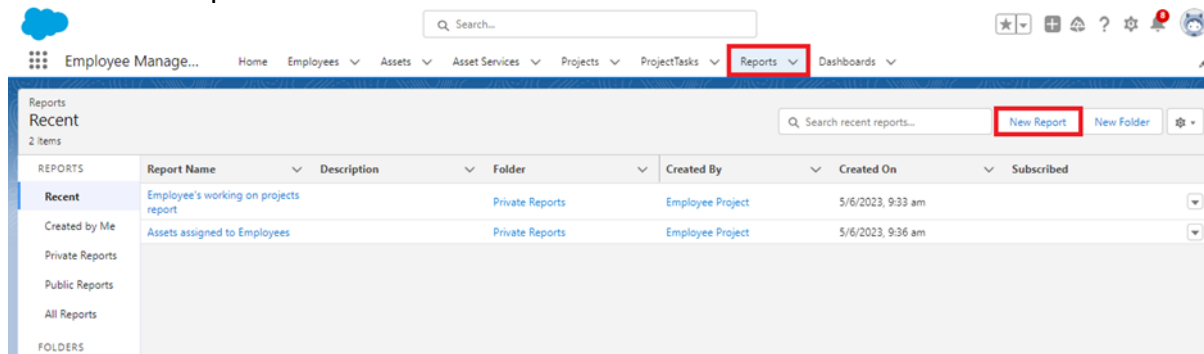 Search...
8
Employee Manage... Home Employees Assets Asset Services Projects ProjectTasks Reports Dashboards
Reports
Recent
2 items
Search recent reports...
New Report
New Folder
REPORTS
Report Name Description Folder Created By Created On Subscribed
Recent
Employee's working on projects
report
Private Reports Employee Project 5/6/2023, 9:33 am
Created by Me
Assets assigned to Employees Private Reports Employee Project 5/6/2023, 9:36 am
Private Reports
Public Reports
All Reports
FOLDERS